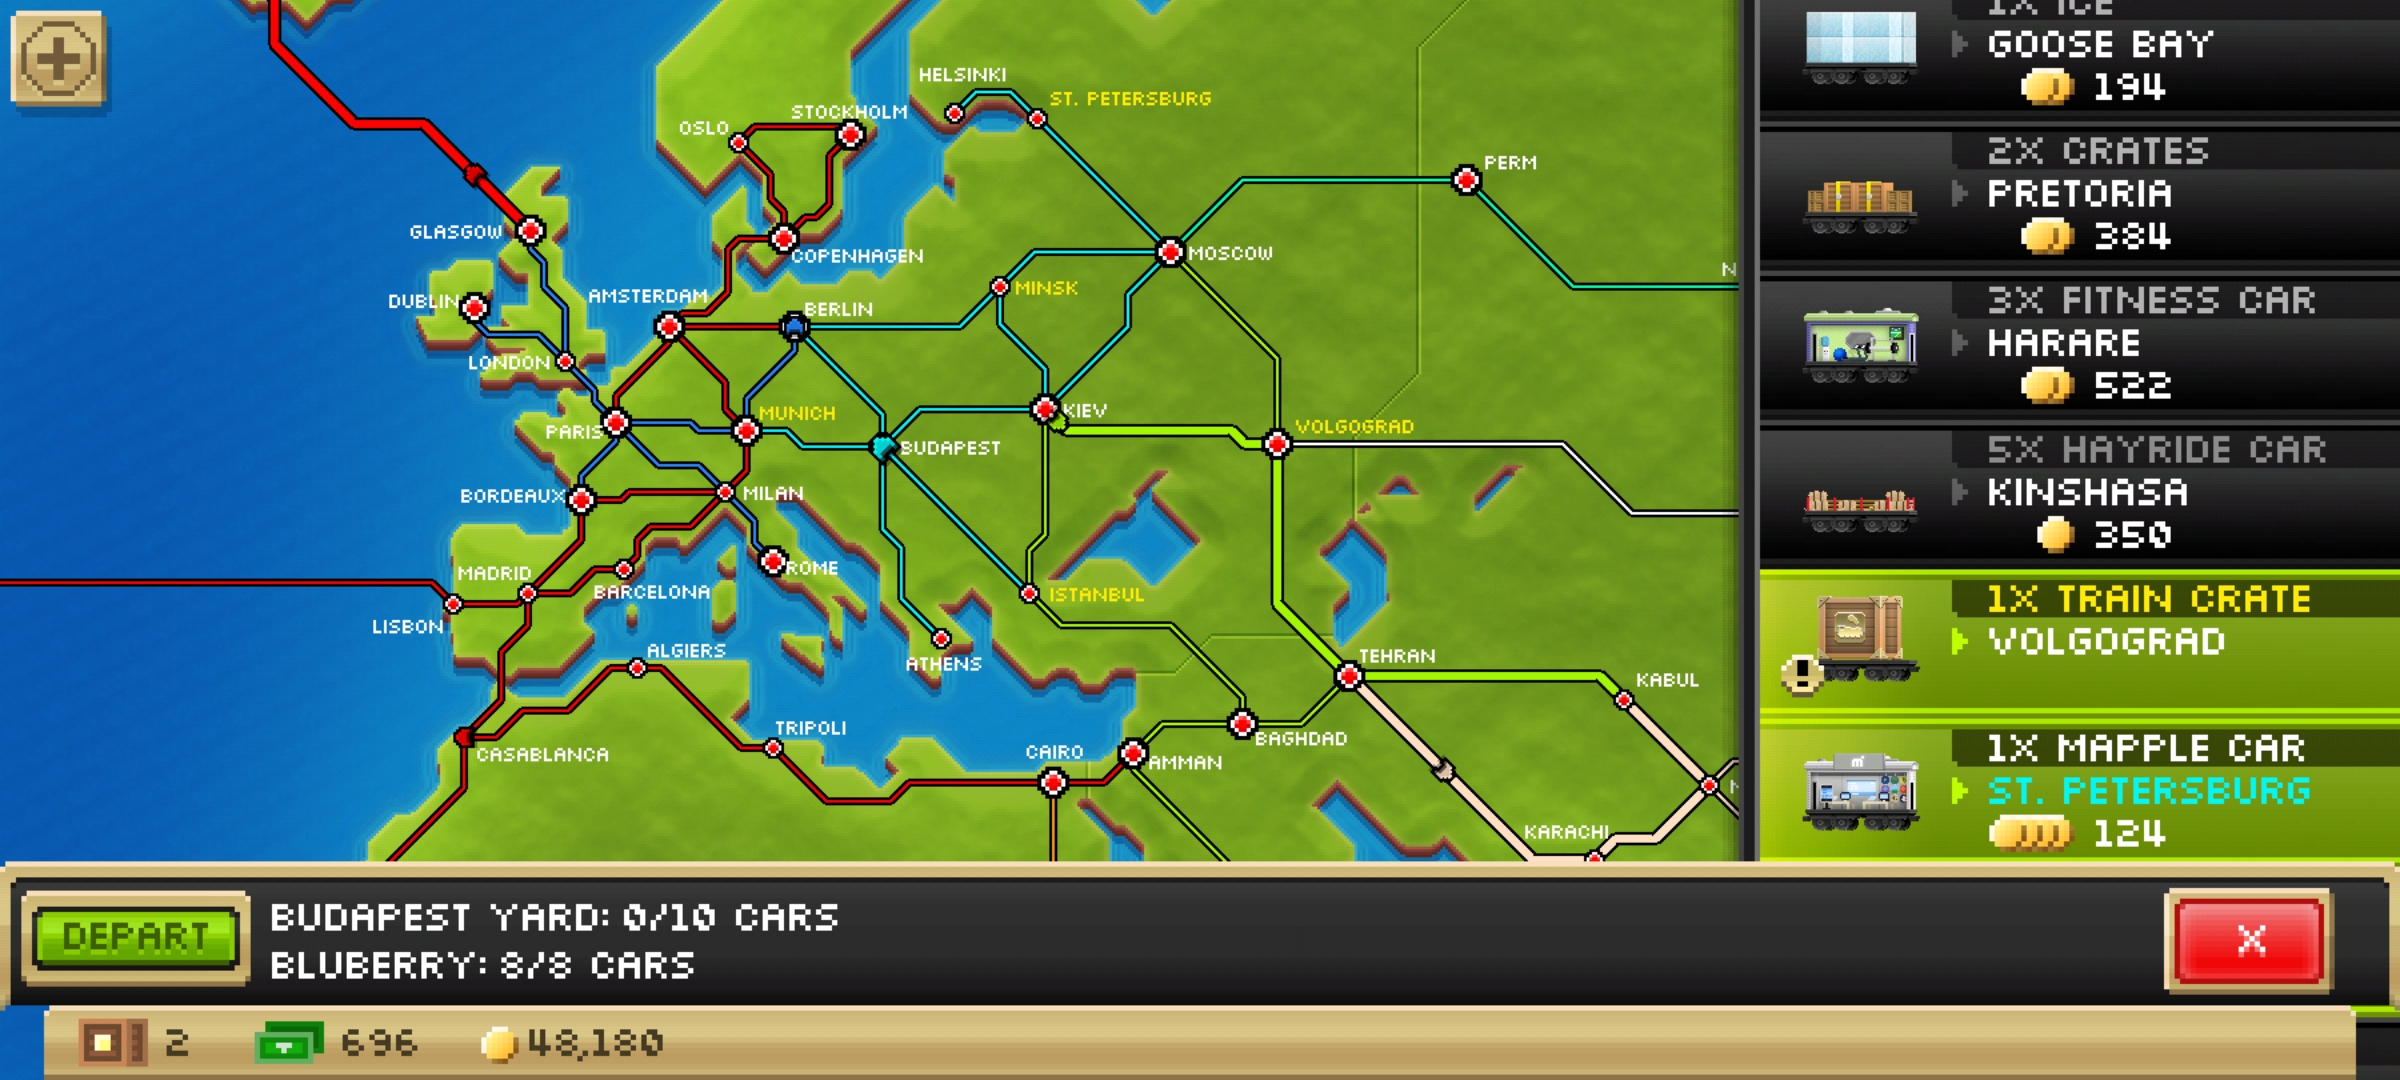 HELSINKI
ST. PETERSBURG
STOCKHOLM
OSLO
PERM
GLASGOW
COPENHAGEN
MOSCOW
N
DUBLIN
AMSTERDAM
MINSK
BERLIN
LONDON
MUNICH
KIEV
PARIS
VOLGOGRAD
BUDAPEST
BORDEAUX
MILAN
MADRID
ROME
BARCELONA
ISTANBUL
LISBON
ALGIERS
ATHENS
TEHRAN
KABUL
TRIPOLI
CASABLANCA
CAIRO
BAGHDAD
AMMAN
KARACHI
1X ICE
GOOSE BAY
194
2X CRATES
PRETORIA
384
3X FITNESS CAR
HARARE
522
5X HAYRIDE CAR
KINSHASA
350
1X TRAIN CRATE
VOLGOGRAD
1X MAPPLE CAR
ST. PETERSBURG
124
DEPART
BUDAPEST YARD: 0/10 CARS
BLUBERRY: 8/8 CARS
X
2
696
48,180